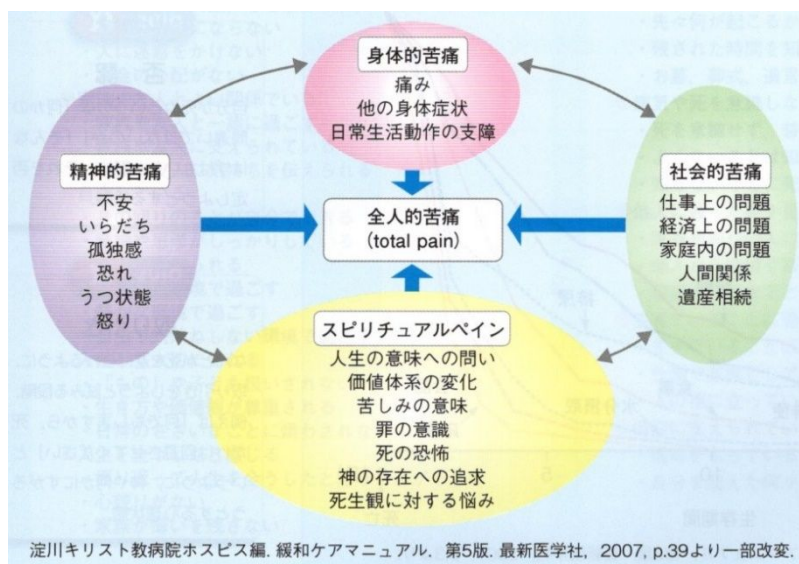 身体的苦痛
痛み
他の身体症状
日常生活動作の支障
精神的苦痛
不安
いらだち
孤独感
恐れ
うつ状態
怒り
全人的苦痛
(total pain)
社会的苦痛
仕事上の問題
経済上の問題
家庭内の問題
人間関係
遺産相続
スピリチュアルペイン
人生の意味への問い
価値体系の変化
苦しみの意味
罪の意識
死の恐怖
神の存在への追求
死生観に対する悩み
淀川キリスト教病院ホスピス編. 緩和ケアマニュアル. 第5版. 最新医学社, 2007, p.39より一部改変.